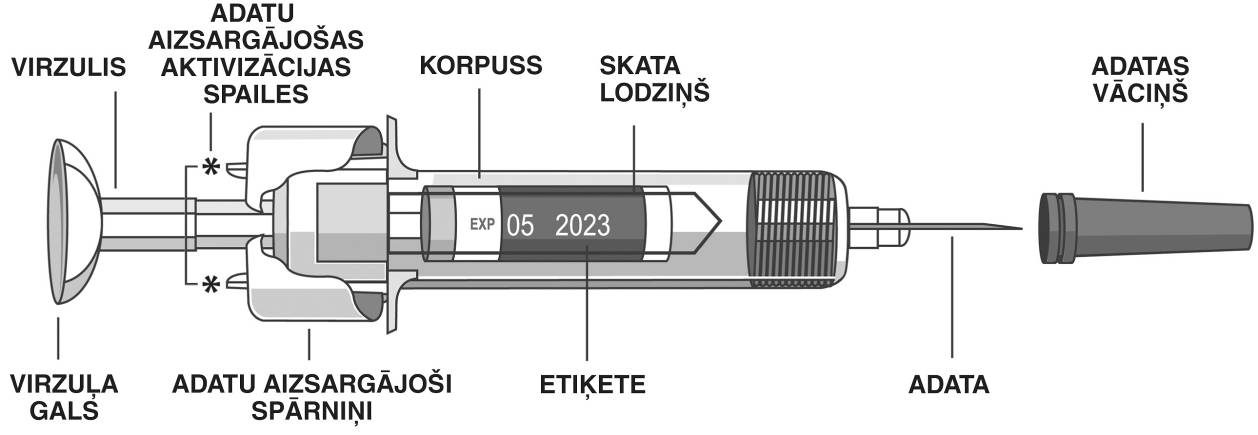 ADATU
AIZSARGĀJOŠAS
AKTIVIZĀCIJAS
SPAILES
VIRZULIS
KORPUSS
SKATA
LODZIŅŠ
ADATAS
VĀCIŅŠ
*
EXP 05 2023
*
VIRZUĻA
GALS
ADATU AIZSARGĀJOŠI
SPĀRNIŅI
ETIĶETE
ADATA